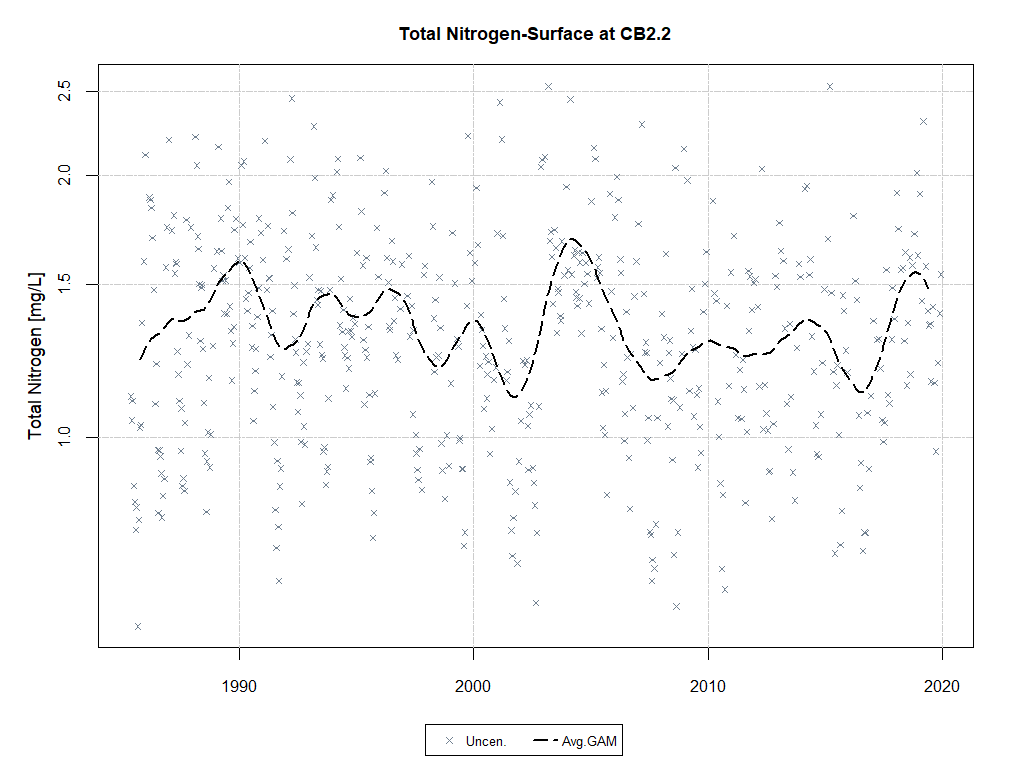 Total Nitrogen-Surface at CB2.2
Total Nitrogen [mg/L]
2.5
2.0
1.5
1.0
1990 2000 2010 2020
Uncen. Avg.GAM